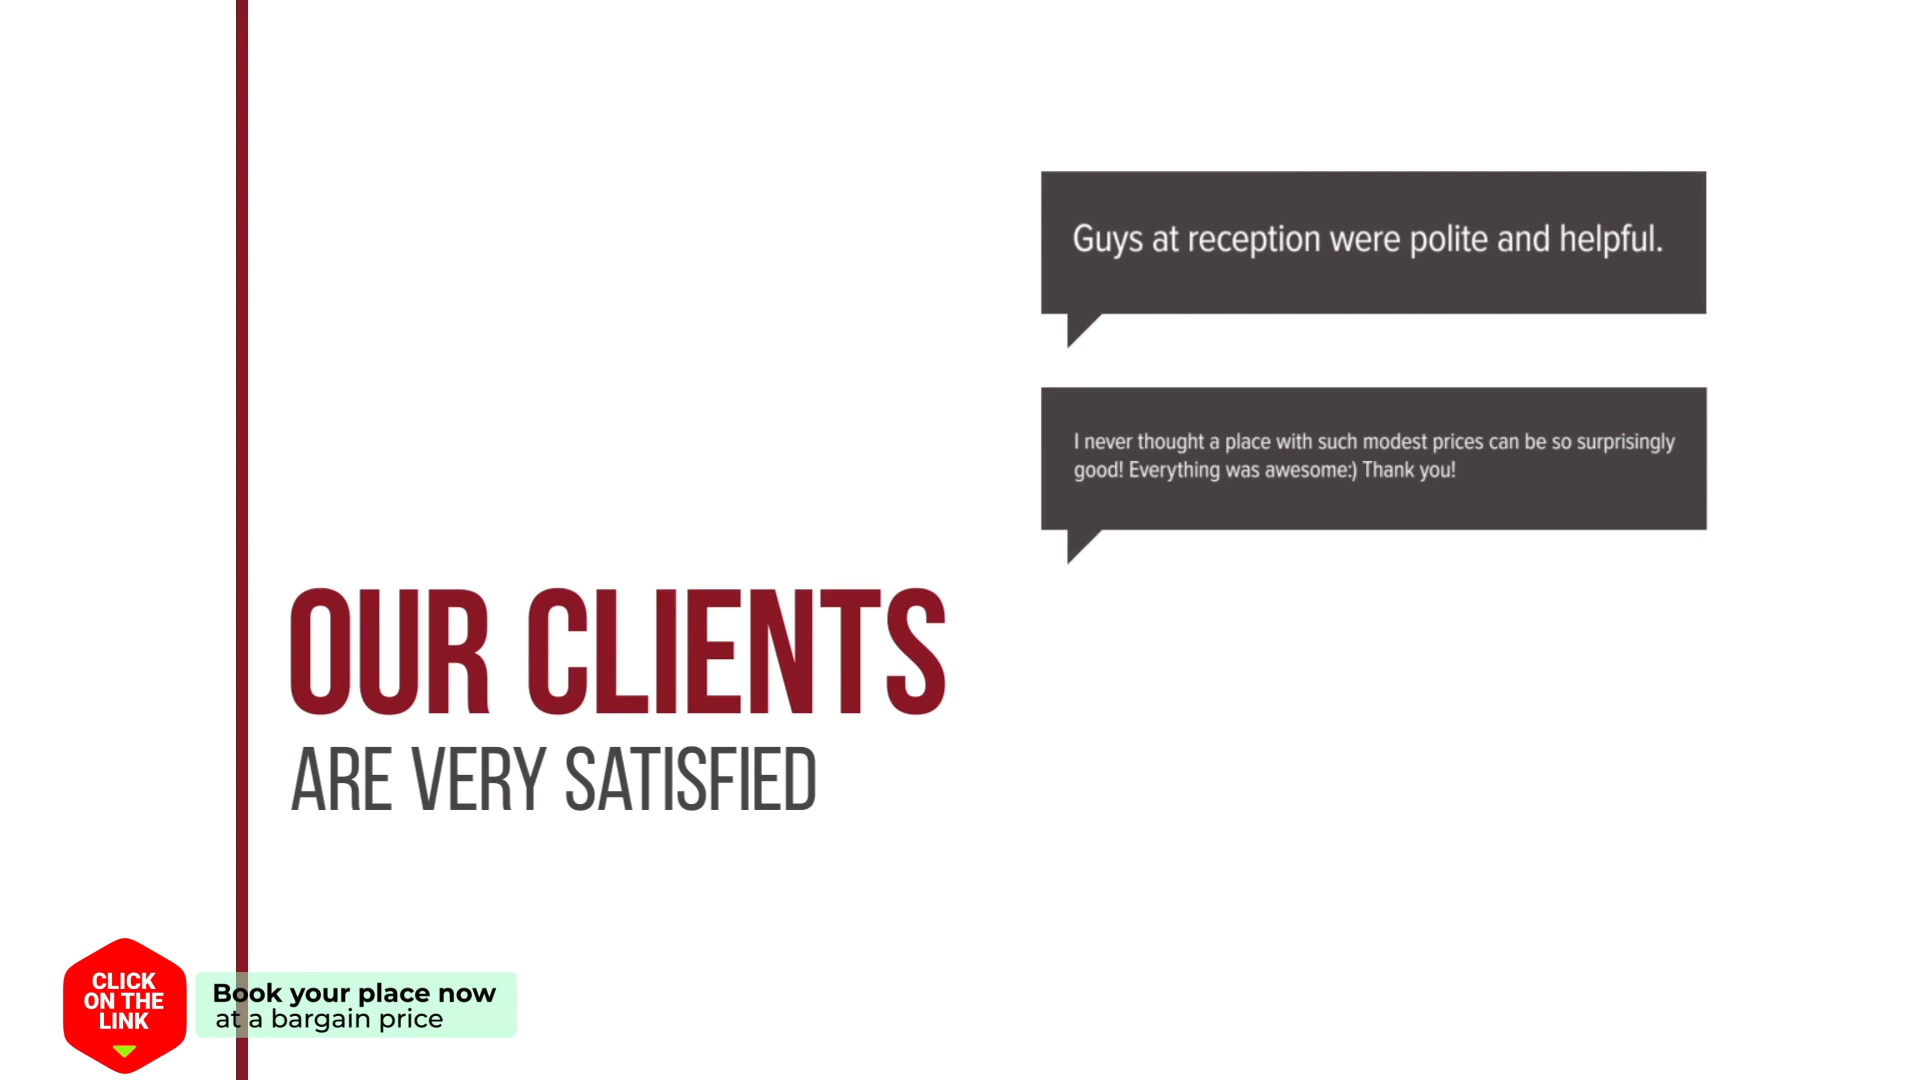 Guys at reception were polite and helpful.
I never thought a place with such modest prices can be so surprisingly
good! Everything was awesome:) Thank you!
OUR CLIENTS
ARE VERY SATISFIED
CLICK
ON THE
LINK
Book your place now
at a bargain price